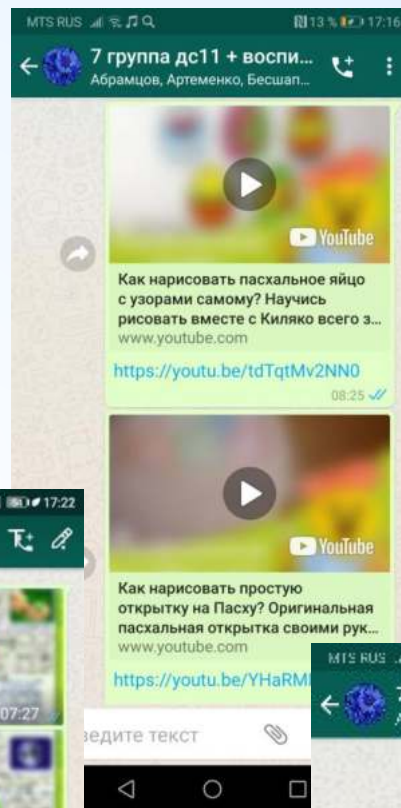 MTS RUS 13 % 17:16
7 группа дс11 + воспи...
Абрамцов, Артеменко, Бесшап...
YouTube
Как нарисовать пасхальное яйцо
с узорами самому? Научись
рисовать вместе с Киляко всего з...
www.youtube.com
https://youtu.be/tdTqtMv2NN0
08:25
YouTube
Как нарисовать простую
открытку на Пасху? Оригинальная
пасхальная открытка своими рук...
www.youtube.com
https://youtu.be/YHaRM
ведите текст
17:22
07:27
MTS RUS